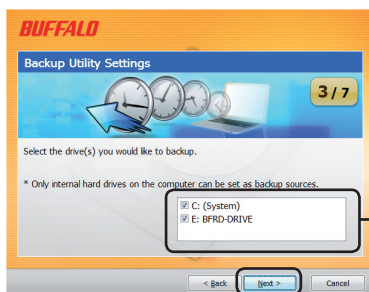 BUFFALO
Backup Utility Settings
3 / 7
Select the drive(s) you would like to backup.
* Only internal hard drives on the computer can be set as backup sources.
C: (System)
E: BFRD-DRIVE
< Back
Next >
Cancel